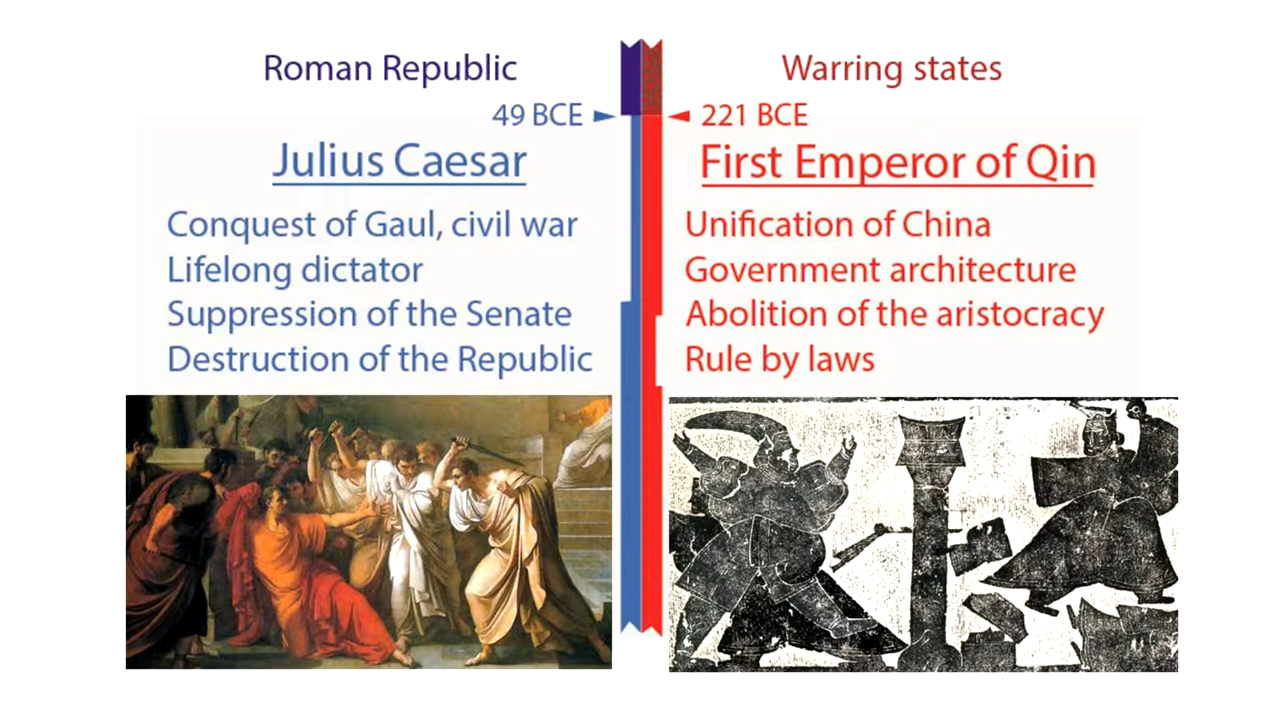 Roman Republic
49 BCE ►
Julius Caesar
Conquest of Gaul, civil war
Lifelong dictator
Suppression of the Senate
Destruction of the Republic
Warring states
◄ 221 BCE
First Emperor of Qin
Unification of China
Government architecture
Abolition of the aristocracy
Rule by laws